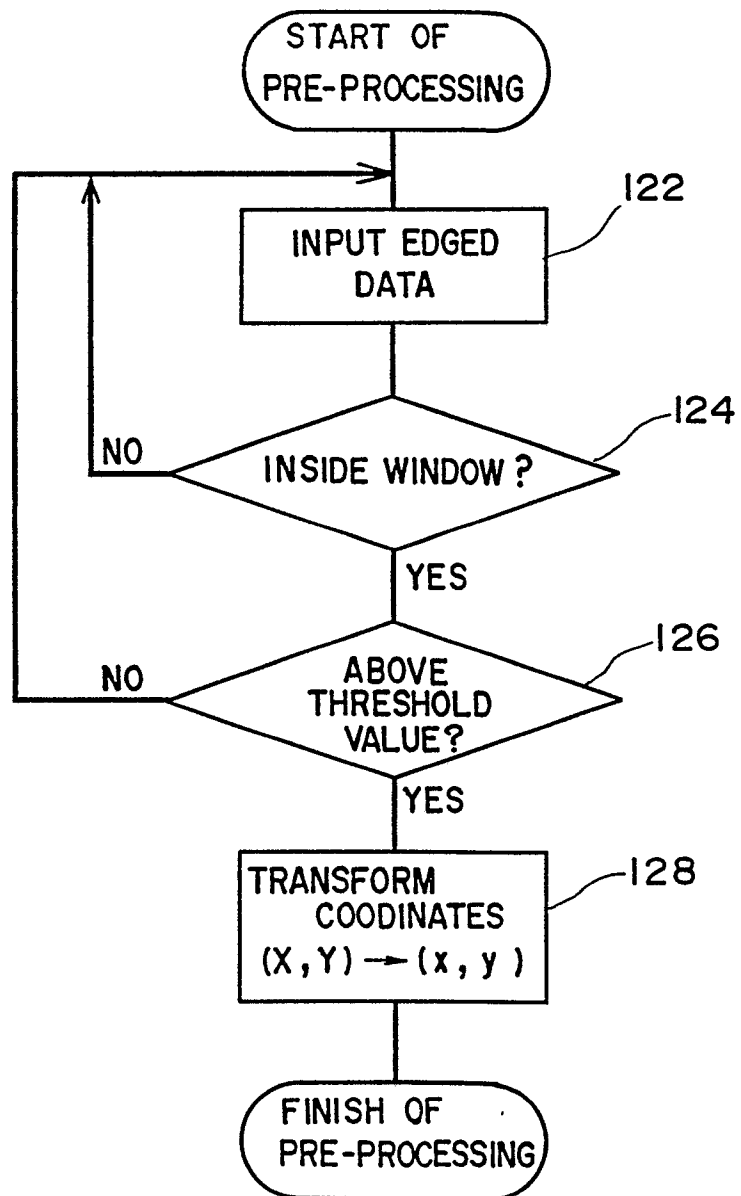 START OF
PRE-PROCESSING
122
INPUT EDGED
DATA
124
INSIDE WINDOW?
NO
YES
126
ABOVE
THRESHOLD
VALUE?
NO
YES
128
TRANSFORM
COODINATES
(X,Y)→(x,y)
FINISH OF
PRE-PROCESSING